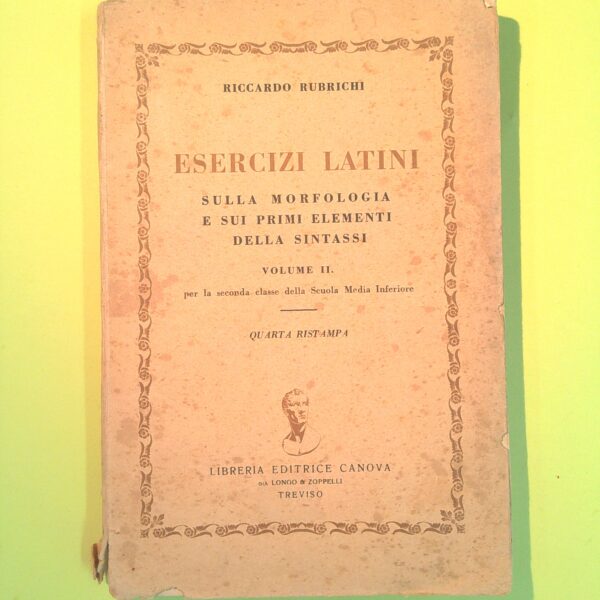 RICCARDO RUBRICHI
ESERCIZI LATINI
SULLA MORFOLOGIA
E SUI PRIMI ELEMENTI
DELLA SINTASSI
VOLUME II.
per la seconda classe della Scuola Media Inferiore
QUARTA RISTAMPA
LIBRERIA EDITRICE CANOVA
GIÀ LONGO & ZOPPELLI
TREVISO